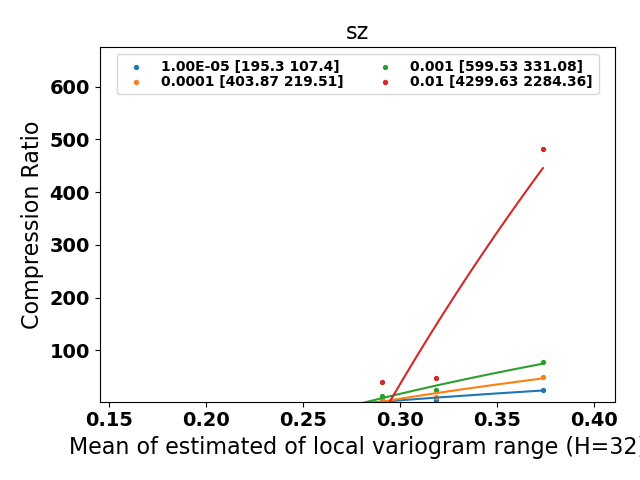 sz
1.00E-05 [195.3 107.4]
0.0001 [403.87 219.51]
0.001 [599.53 331.08]
0.01 [4299.63 2284.36]
Compression Ratio
600
500
400
300
200
100
0.15 0.20 0.25 0.30 0.35 0.40
Mean of estimated of local variogram range (H=32)